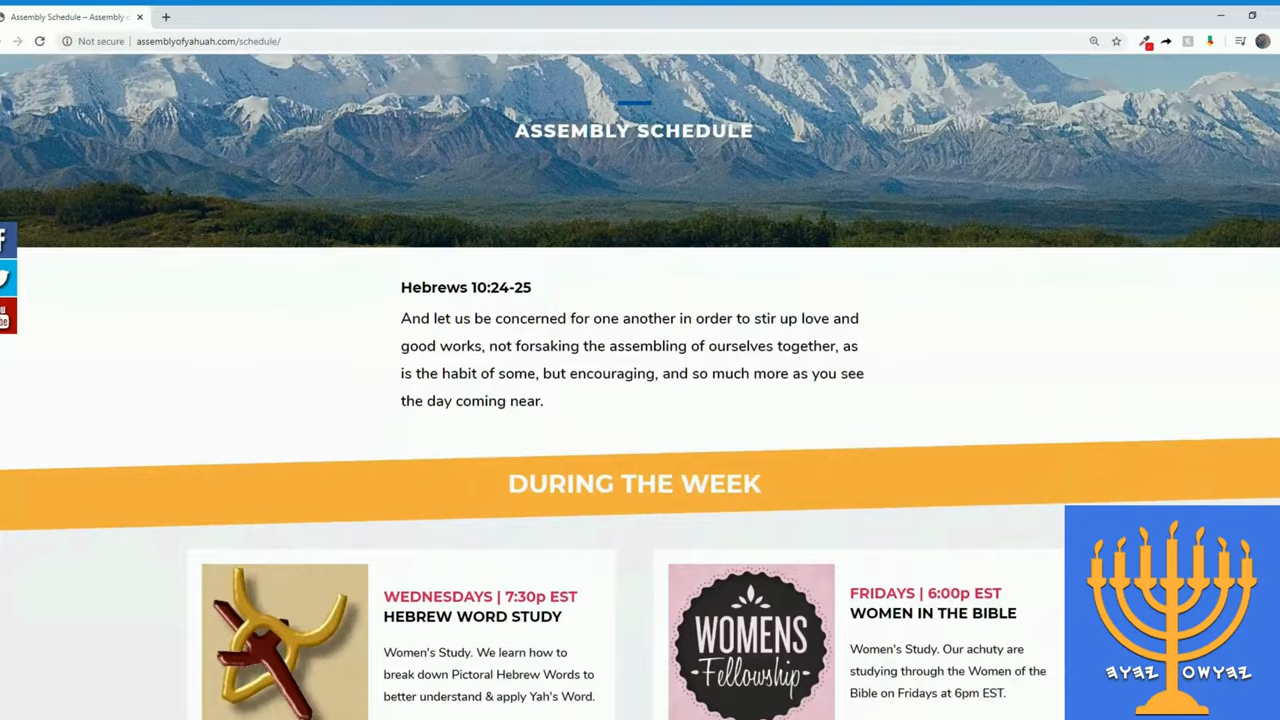 Assembly Schedule – Assembly
Not secure | assemblyofyahuah.com/schedule/
ASSEMBLY SCHEDULE
Hebrews 10:24-25
And let us be concerned for one another in order to stir up love and
good works, not forsaking the assembling of ourselves together, as
is the habit of some, but encouraging, and so much more as you see
the day coming near.
DURING THE WEEK
WEDNESDAYS | 7:30p EST
HEBREW WORD STUDY
Women's Study. We learn how to
break down Pictoral Hebrew Words to
better understand & apply Yah's Word.
WOMENS
Fellowship
FRIDAYS | 6:00p EST
WOMEN IN THE BIBLE
Women's Study. Our achuty are
studying through the Women of the
Bible on Fridays at 6pm EST.
𐤉𐤄𐤅𐤔𐤏 𐤉𐤄𐤅𐤄